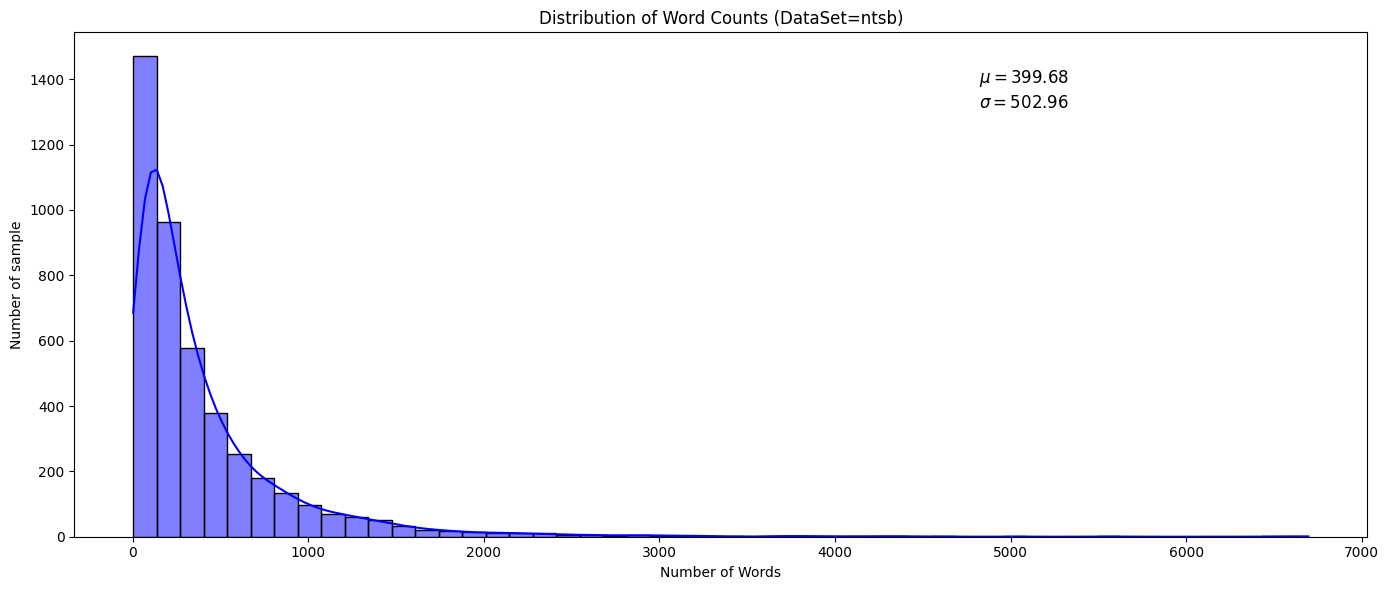 Distribution of Word Counts (DataSet=ntsb)
μ = 399.68
σ = 502.96
Number of sample
1400
1200
1000
800
600
400
200
0
0 1000 2000 3000 4000 5000 6000 7000
Number of Words